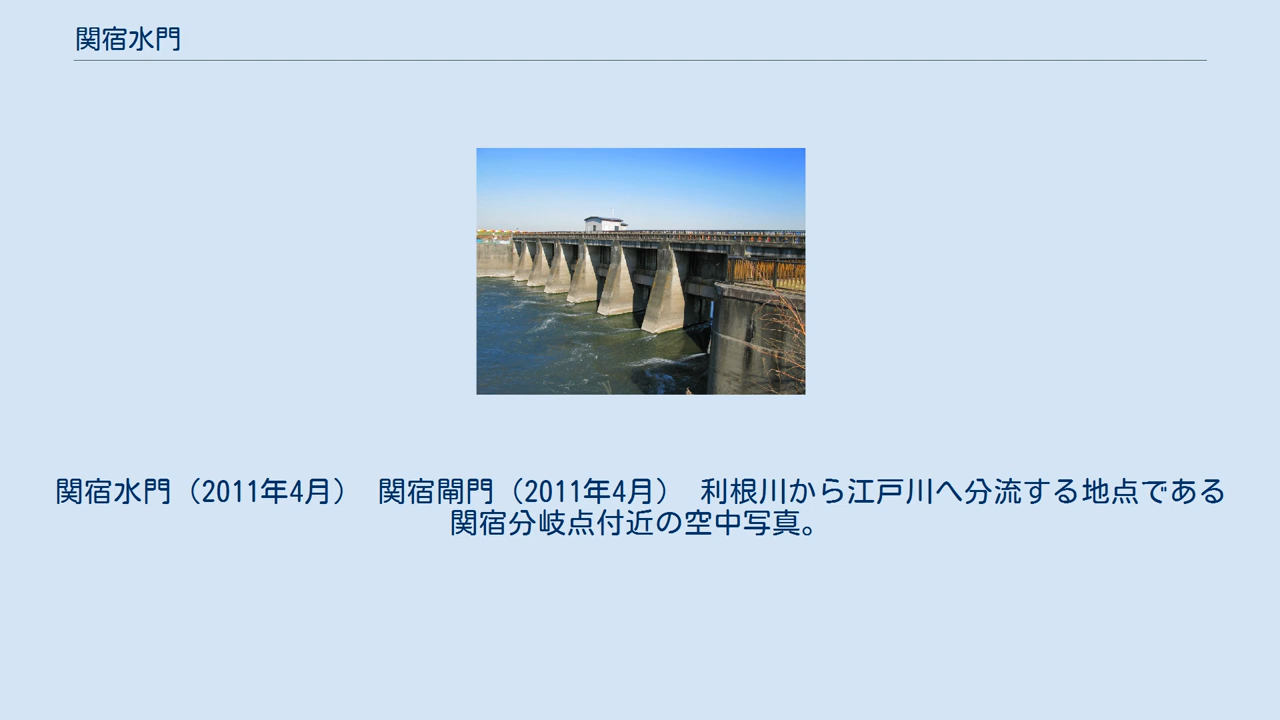 関宿水門
関宿水門（2011年4月） 関宿閘門（2011年4月） 利根川から江戸川へ分流する地点である
関宿分岐点付近の空中写真。